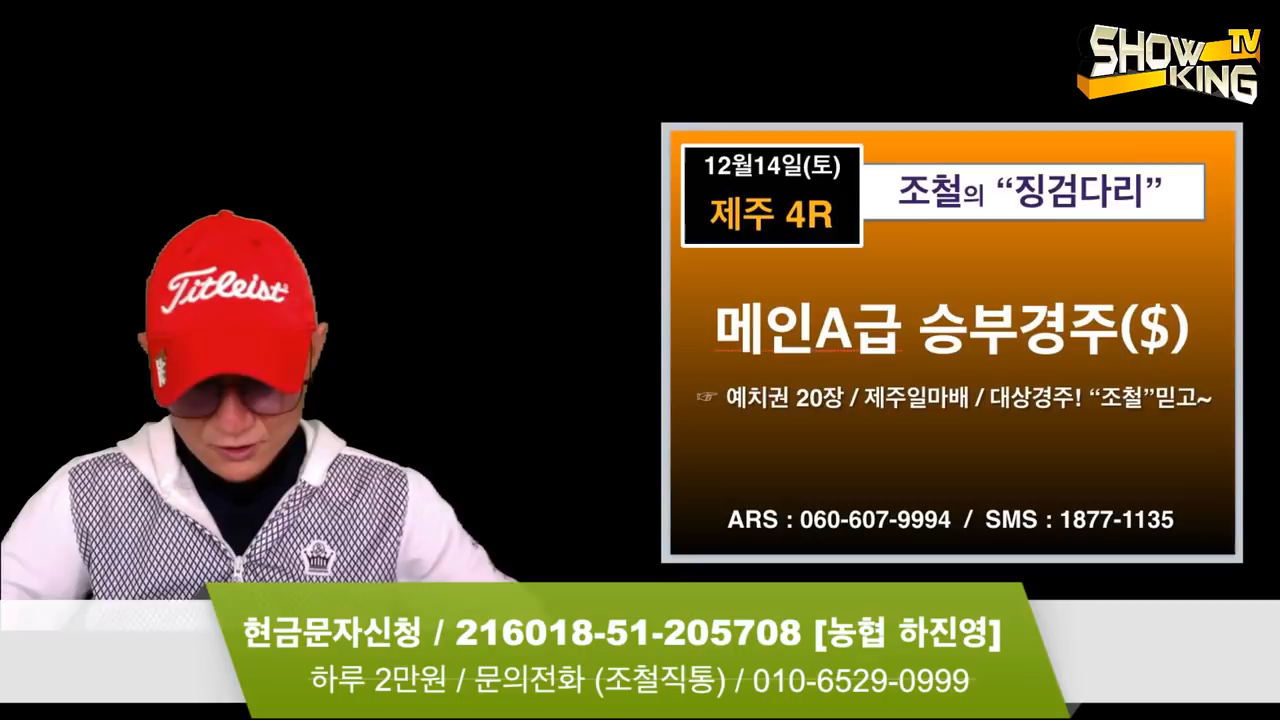 SHOW TV
KING
12월14일(토)
제주 4R
조철의 “징검다리”
메인A급 승부경주($)
☞ 예치권 20장 / 제주일마배 / 대상경주! “조철”믿고~
ARS : 060-607-9994 / SMS : 1877-1135
Titleist
XXX
현금문자신청 / 216018-51-205708 [농협 하진영]
하루 2만원 / 문의전화 (조철직통) / 010-6529-0999